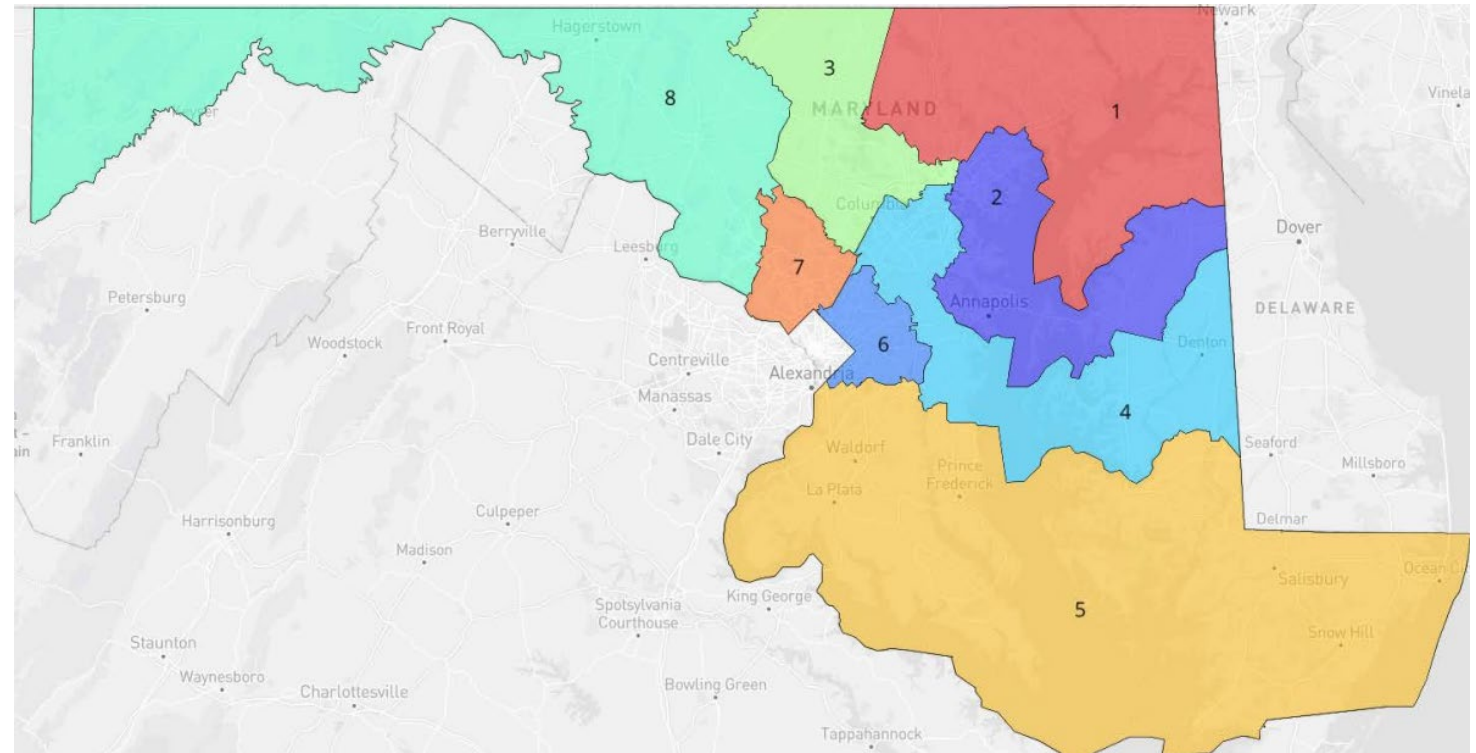 Newark
Hagerstown
3
8
MARYLAND
1
Vinela
2
Columbia
Berryville
Leesburg
Dover
7
Petersburg
Annapolis
DELAWARE
Front Royal
Woodstock
6
Denton
Centreville
Alexandria
Manassas
4
Franklin
Dale City
Waldorf
Seaford
Prince
Frederick
Millsboro
La Plata
Culpeper
Harrisonburg
Delmar
Madison
Salisbury
Ocean Ci
King George
Spotsylvania
Courthouse
5
Snow Hill
Staunton
Waynesboro
Bowling Green
Charlottesville
Tappahannock